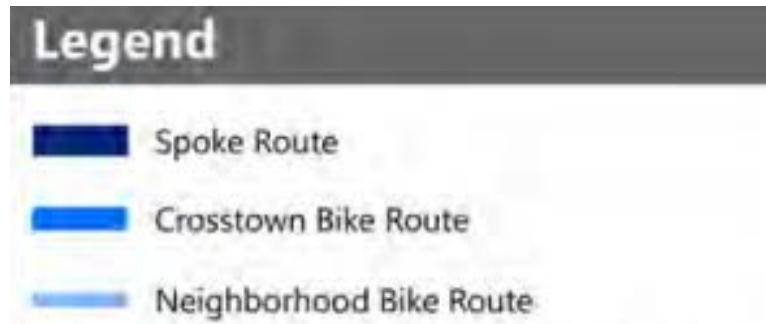 Legend
Spoke Route
Crosstown Bike Route
Neighborhood Bike Route